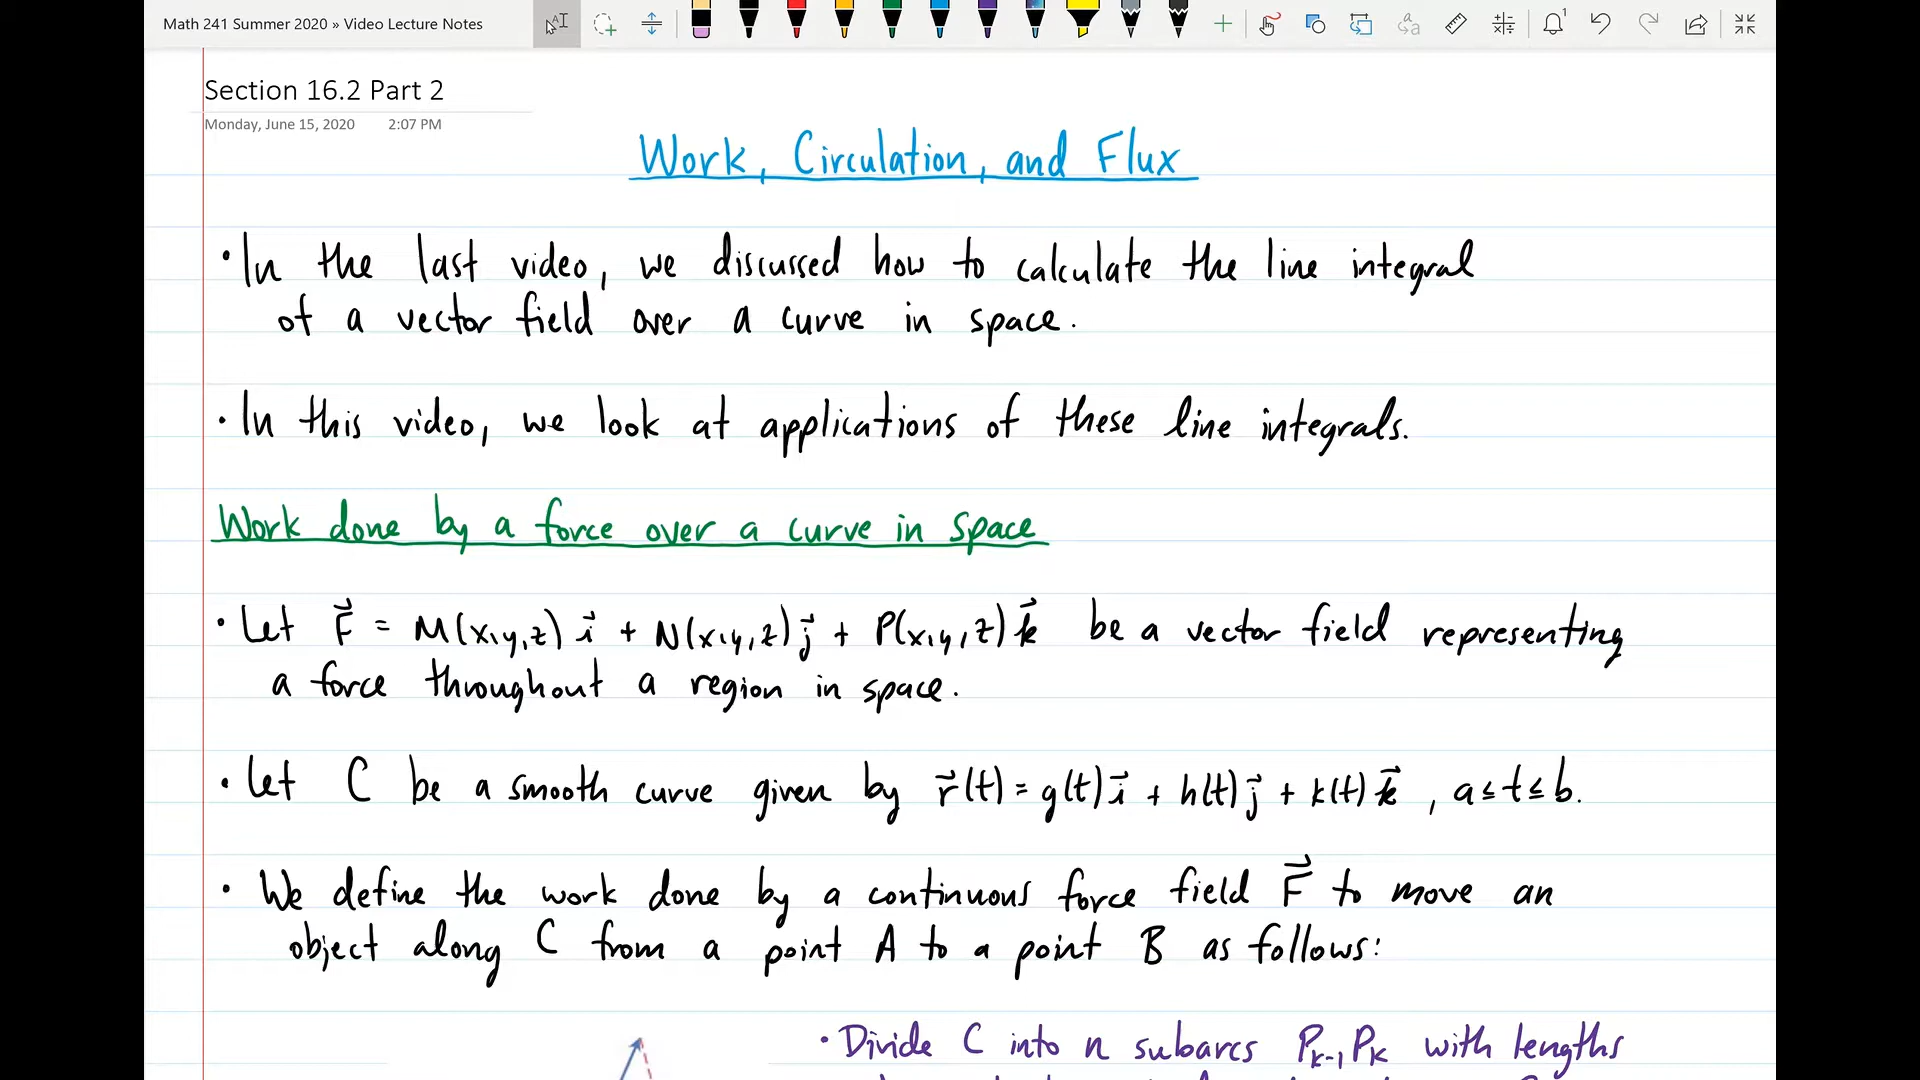 Math 241 Summer 2020 » Video Lecture Notes
Section 16.2 Part 2
Monday, June 15, 2020 2:07 PM
Work, Circulation, and Flux
• In the last video, we discussed how to calculate the line integral
of a vector field over a curve in space.
• In this video, we look at applications of these line integrals.
Work done by a force over a curve in space
• Let F⃗ = M(x,y,z) i⃗ + N(x,y,z) j⃗ + P(x,y,z) k⃗ be a vector field representing
a force throughout a region in space.
• Let C be a smooth curve given by r⃗(t) = g(t) i⃗ + h(t) j⃗ + k(t) k⃗ , a ≤ t ≤ b.
• We define the work done by a continuous force field F⃗ to move an
object along C from a point A to a point B as follows:
• Divide C into n subarcs Pₖ₋₁Pₖ with lengths